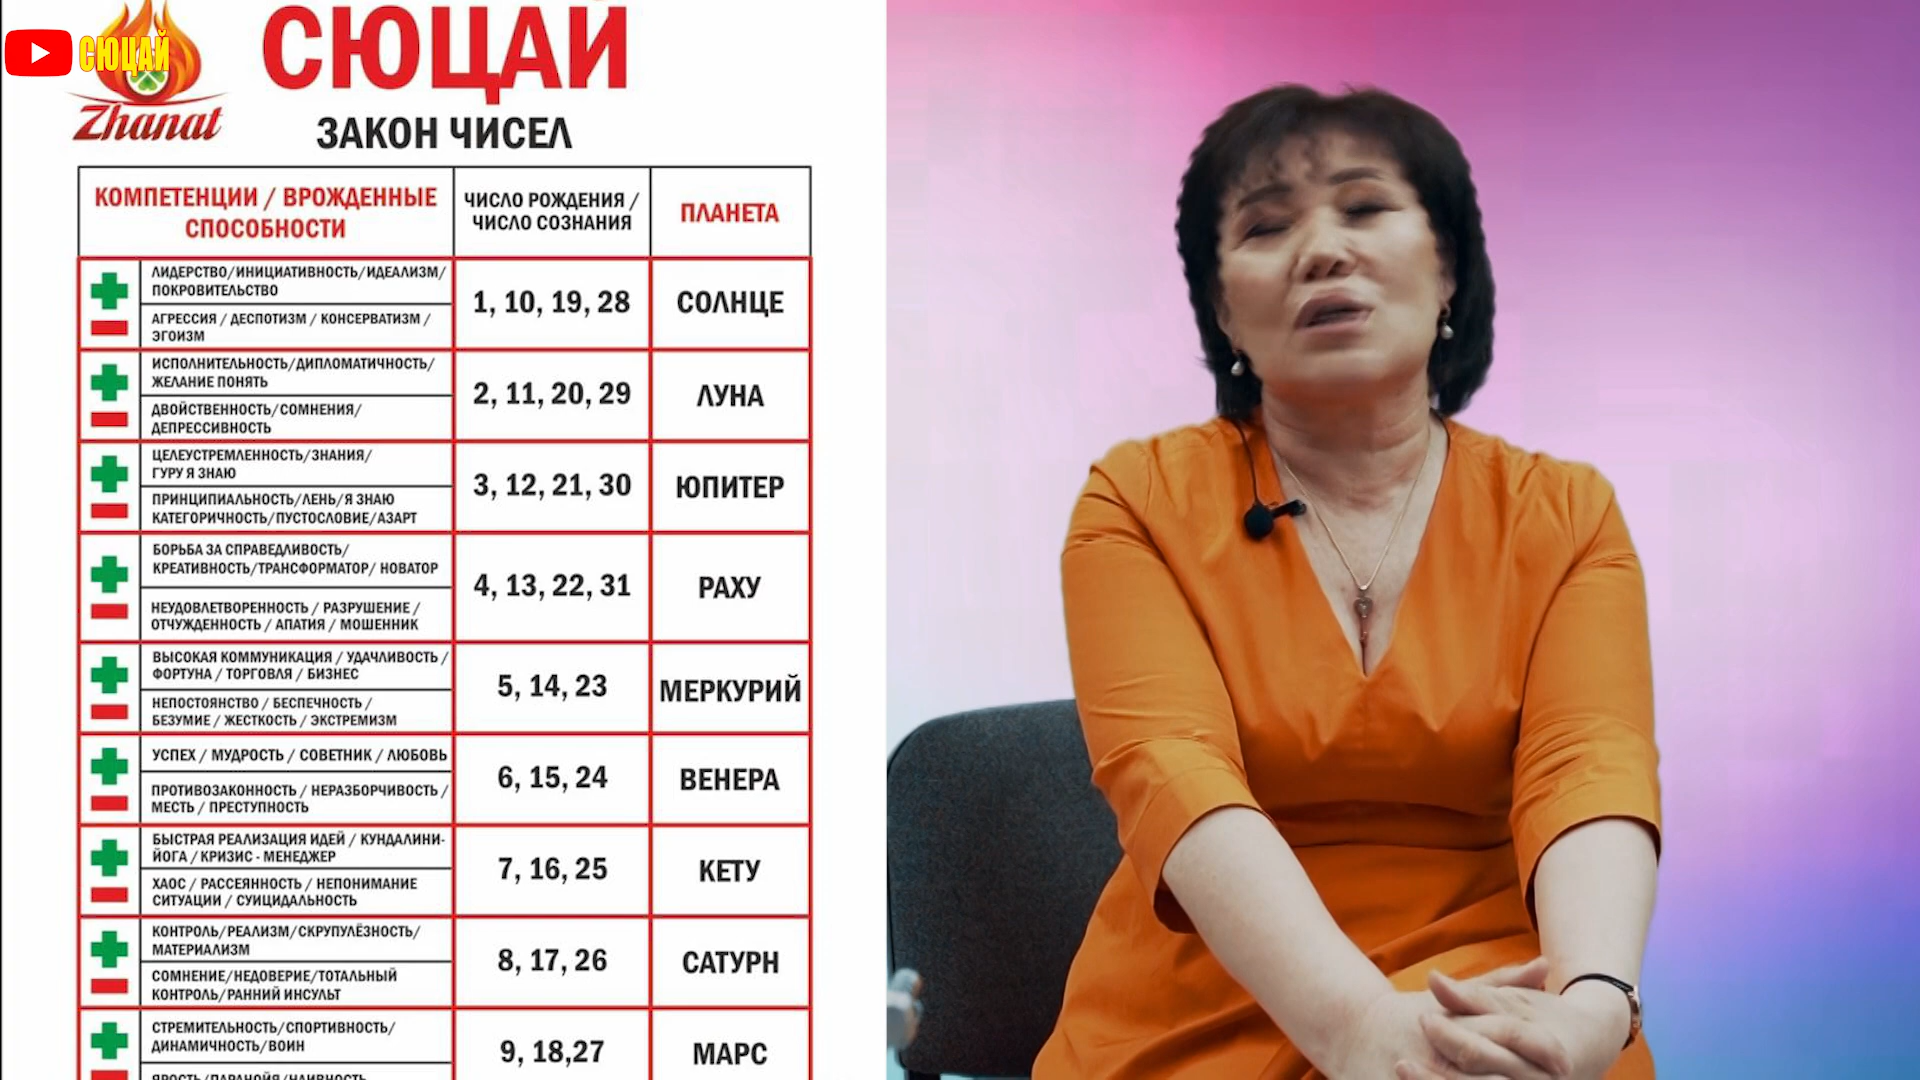 СЮЦАЙ
Zhanat
СЮЦАЙ
ЗАКОН ЧИСЕЛ
КОМПЕТЕНЦИИ / ВРОЖДЕННЫЕ
СПОСОБНОСТИ
ЧИСЛО РОЖДЕНИЯ /
ЧИСЛО СОЗНАНИЯ
ПЛАНЕТА
ЛИДЕРСТВО/ИНИЦИАТИВНОСТЬ/ИДЕАЛИЗМ/
ПОКРОВИТЕЛЬСТВО
АГРЕССИЯ / ДЕСПОТИЗМ / КОНСЕРВАТИЗМ /
ЭГОИЗМ
1, 10, 19, 28
СОЛНЦЕ
ИСПОЛНИТЕЛЬНОСТЬ/ДИПЛОМАТИЧНОСТЬ/
ЖЕЛАНИЕ ПОНЯТЬ
ДВОЙСТВЕННОСТЬ/СОМНЕНИЯ/
ДЕПРЕССИВНОСТЬ
2, 11, 20, 29
ЛУНА
ЦЕЛЕУСТРЕМЛЕННОСТЬ/ЗНАНИЯ/
ГУРУ Я ЗНАЮ
ПРИНЦИПИАЛЬНОСТЬ/ЛЕНЬ/Я ЗНАЮ
КАТЕГОРИЧНОСТЬ/ПУСТОСЛОВИЕ/АЗАРТ
3, 12, 21, 30
ЮПИТЕР
БОРЬБА ЗА СПРАВЕДЛИВОСТЬ/
КРЕАТИВНОСТЬ/ТРАНСФОРМАТОР/ НОВАТОР
НЕУДОВЛЕТВОРЕННОСТЬ / РАЗРУШЕНИЕ /
ОТЧУЖДЕННОСТЬ / АПАТИЯ / МОШЕННИК
4, 13, 22, 31
РАХУ
ВЫСОКАЯ КОММУНИКАЦИЯ / УДАЧЛИВОСТЬ /
ФОРТУНА / ТОРГОВЛЯ / БИЗНЕС
НЕПОСТОЯНСТВО / БЕСПЕЧНОСТЬ /
БЕЗУМИЕ / ЖЕСТКОСТЬ / ЭКСТРЕМИЗМ
5, 14, 23
МЕРКУРИЙ
УСПЕХ / МУДРОСТЬ / СОВЕТНИК / ЛЮБОВЬ
ПРОТИВОЗАКОННОСТЬ / НЕРАЗБОРЧИВОСТЬ /
МЕСТЬ / ПРЕСТУПНОСТЬ
6, 15, 24
ВЕНЕРА
БЫСТРАЯ РЕАЛИЗАЦИЯ ИДЕЙ / КУНДАЛИНИ-
ЙОГА / КРИЗИС - МЕНЕДЖЕР
ХАОС / РАССЕЯННОСТЬ / НЕПОНИМАНИЕ
СИТУАЦИИ / СУИЦИДАЛЬНОСТЬ
7, 16, 25
КЕТУ
КОНТРОЛЬ/РЕАЛИЗМ/СКРУПУЛЁЗНОСТЬ/
МАТЕРИАЛИЗМ
СОМНЕНИЕ/НЕДОВЕРИЕ/ТОТАЛЬНЫЙ
КОНТРОЛЬ/РАННИЙ ИНСУЛЬТ
8, 17, 26
САТУРН
СТРЕМИТЕЛЬНОСТЬ/СПОРТИВНОСТЬ/
ДИНАМИЧНОСТЬ/ВОИН
ЯРОСТЬ/ПАРАНОЙЯ/НАИВНОСТЬ
9, 18,27
МАРС